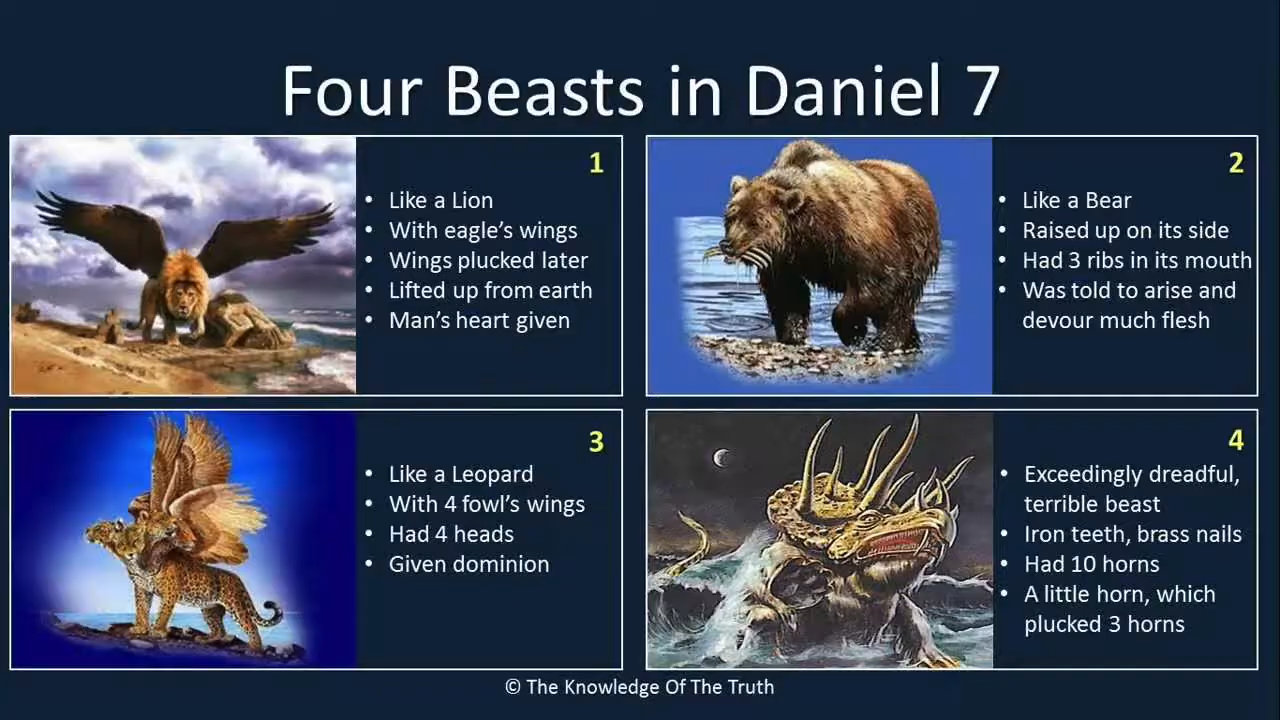 Four Beasts in Daniel 7
1
• Like a Lion
• With eagle's wings
• Wings plucked later
• Lifted up from earth
• Man's heart given
2
• Like a Bear
• Raised up on its side
• Had 3 ribs in its mouth
• Was told to arise and
devour much flesh
3
• Like a Leopard
• With 4 fowl's wings
• Had 4 heads
• Given dominion
4
• Exceedingly dreadful,
terrible beast
• Iron teeth, brass nails
• Had 10 horns
• A little horn, which
plucked 3 horns
© The Knowledge Of The Truth